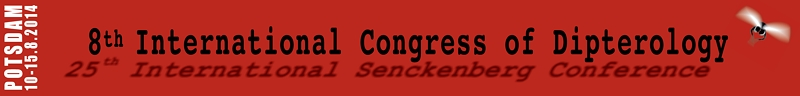 POTSDAM
10-15.8.2014
8th International Congress of Dipterology
25th International Senckenberg Conference